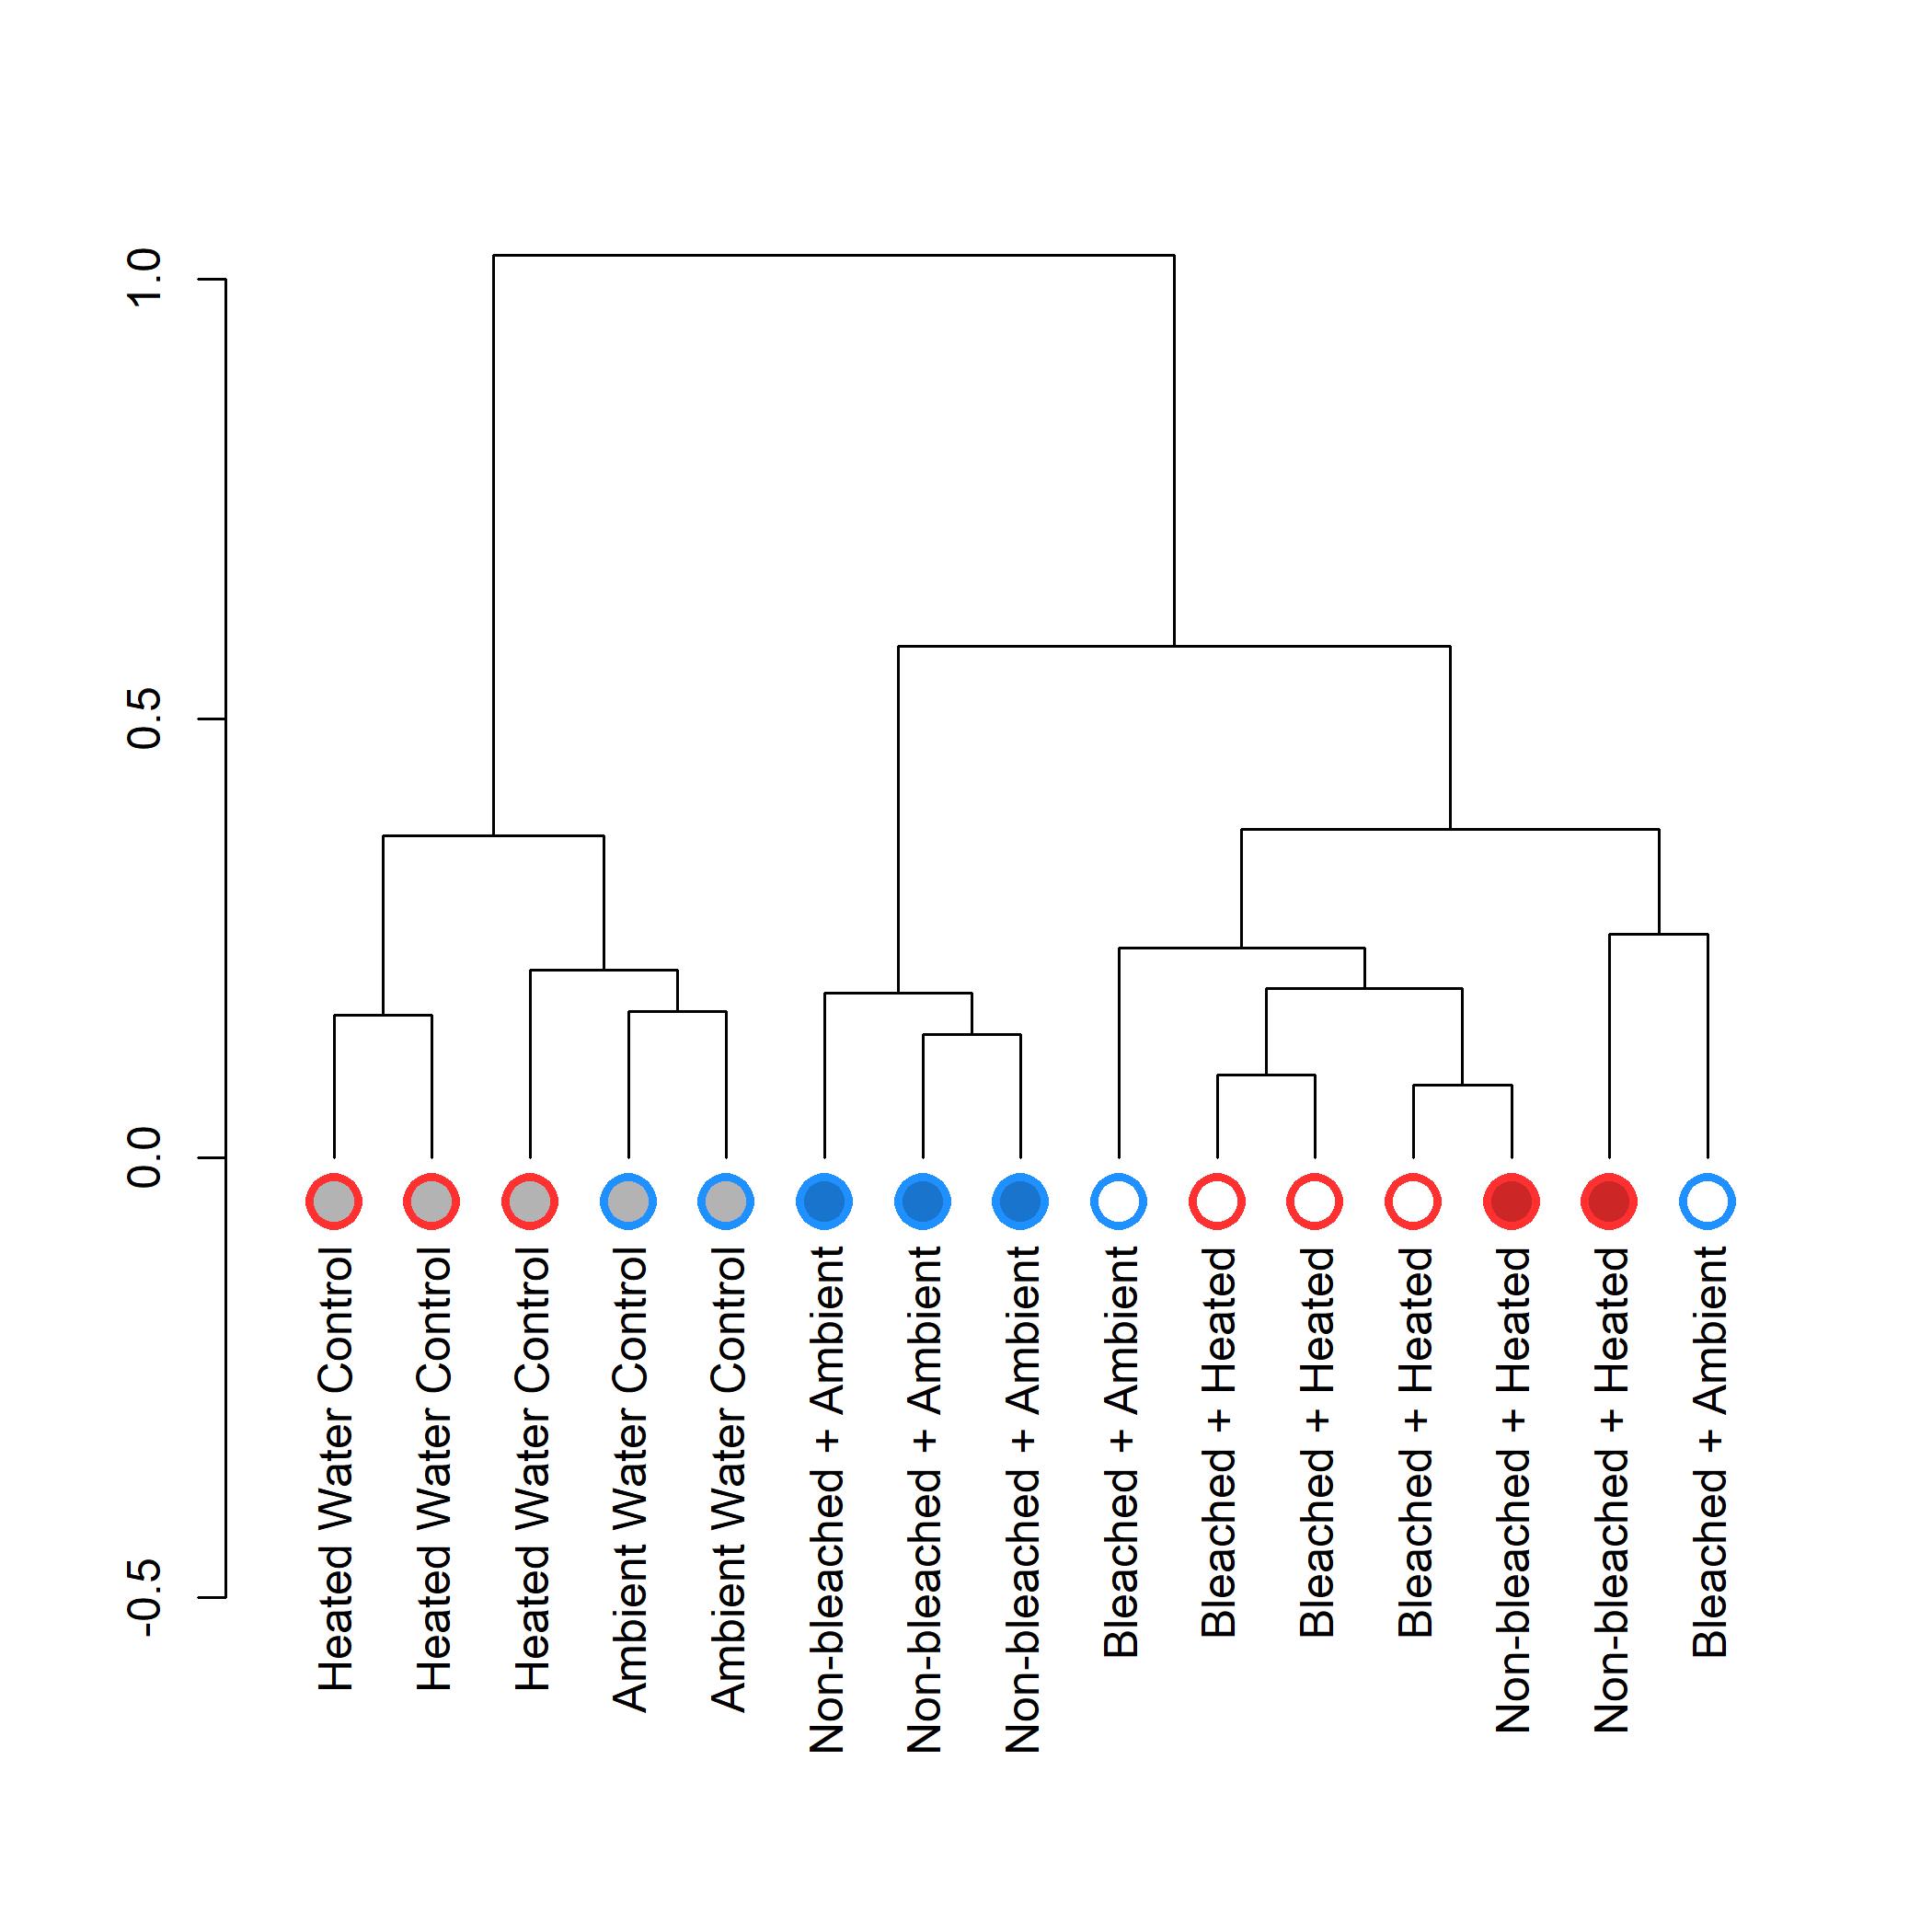 1.0
0.5
0.0
-0.5
Heated Water Control
Heated Water Control
Heated Water Control
Ambient Water Control
Ambient Water Control
Non-bleached + Ambient
Non-bleached + Ambient
Non-bleached + Ambient
Bleached + Ambient
Bleached + Heated
Bleached + Heated
Bleached + Heated
Non-bleached + Heated
Non-bleached + Heated
Bleached + Ambient